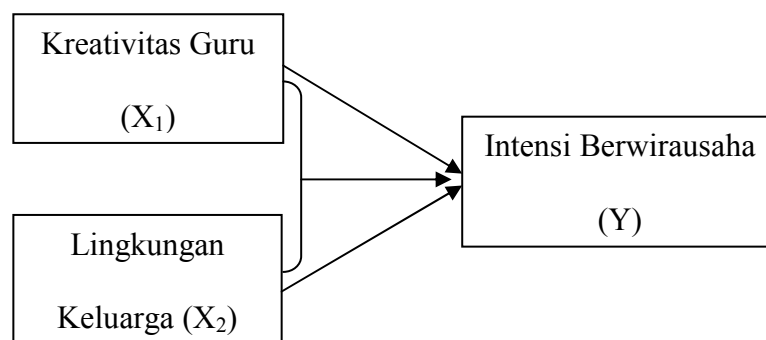 Kreativitas Guru
(X₁)
Intensi Berwirausaha
(Y)
Lingkungan
Keluarga (X₂)